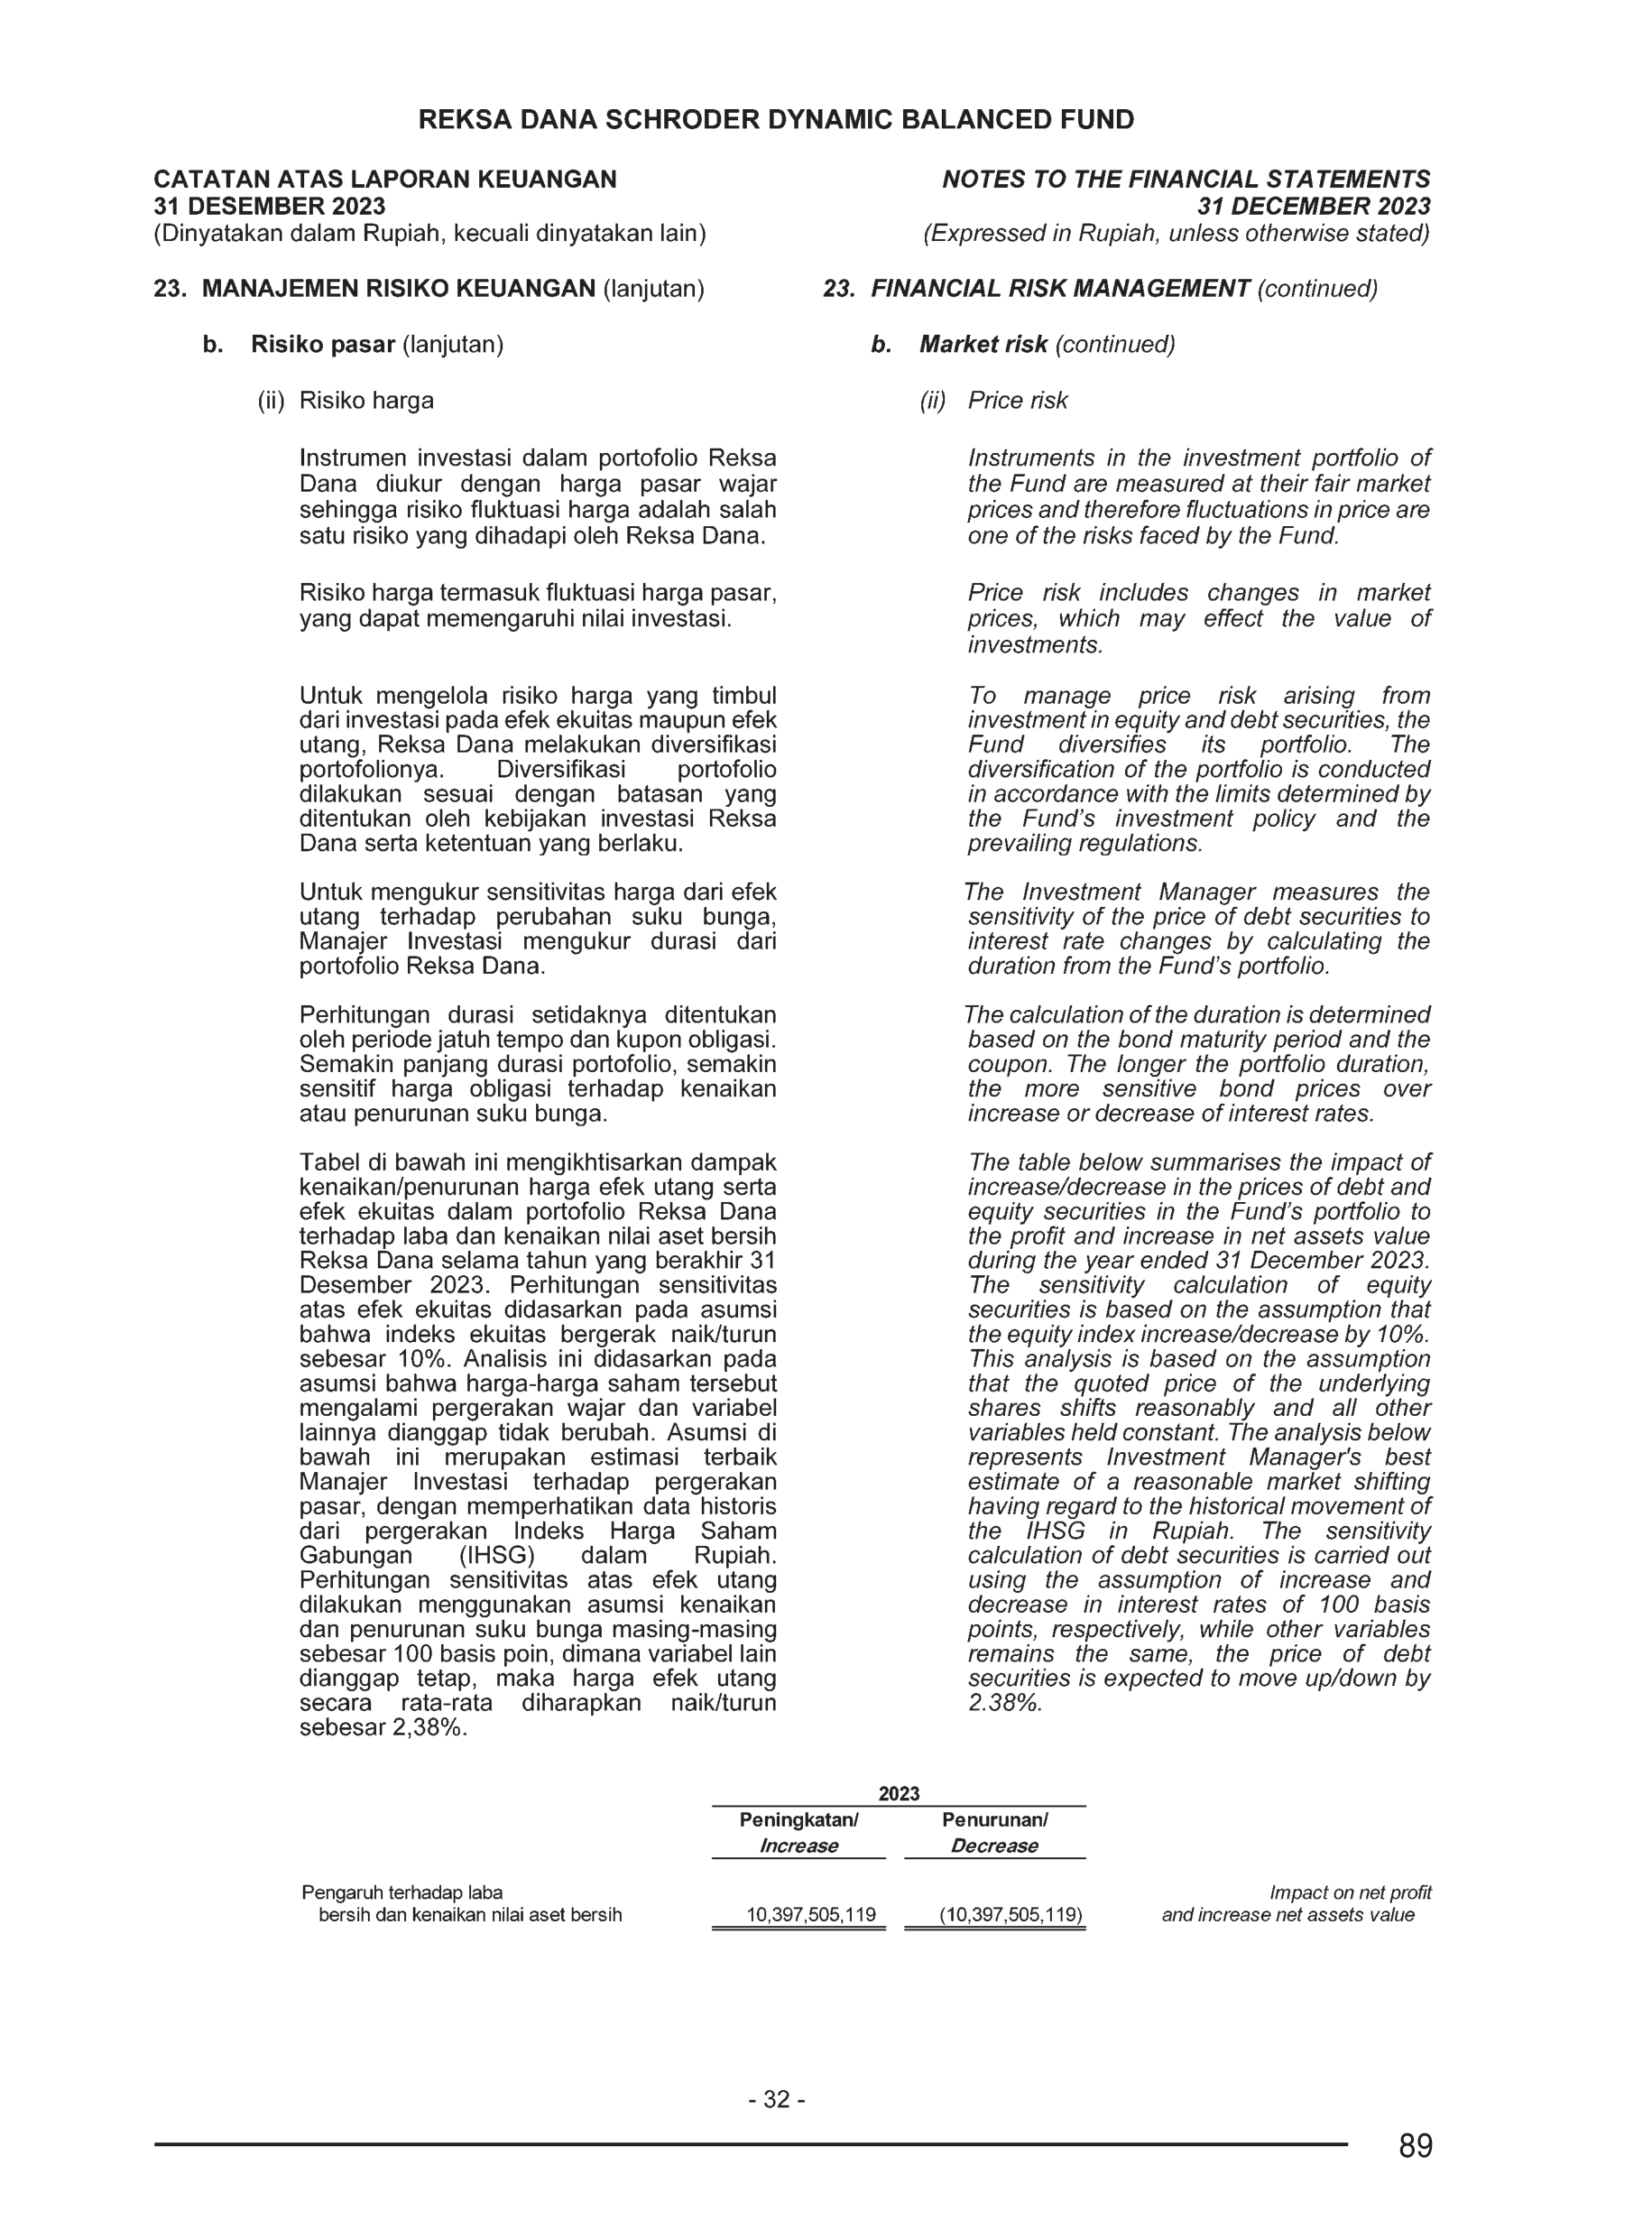 REKSA DANA SCHRODER DYNAMIC BALANCED FUND
CATATAN ATAS LAPORAN KEUANGAN
31 DESEMBER 2023
(Dinyatakan dalam Rupiah, kecuali dinyatakan lain)
NOTES TO THE FINANCIAL STATEMENTS
31 DECEMBER 2023
(Expressed in Rupiah, unless otherwise stated)
23. MANAJEMEN RISIKO KEUANGAN (lanjutan)
b. Risiko pasar (lanjutan)
(ii) Risiko harga
Instrumen investasi dalam portofolio Reksa
Dana diukur dengan harga pasar wajar
sehingga risiko fluktuasi harga adalah salah
satu risiko yang dihadapi oleh Reksa Dana.
Risiko harga termasuk fluktuasi harga pasar,
yang dapat memengaruhi nilai investasi.
Untuk mengelola risiko harga yang timbul
dari investasi pada efek ekuitas maupun efek
utang, Reksa Dana melakukan diversifikasi
portofolionya. Diversifikasi portofolio
dilakukan sesuai dengan batasan yang
ditentukan oleh kebijakan investasi Reksa
Dana serta ketentuan yang berlaku.
Untuk mengukur sensitivitas harga dari efek
utang terhadap perubahan suku bunga,
Manajer Investasi mengukur durasi dari
portofolio Reksa Dana.
Perhitungan durasi setidaknya ditentukan
oleh periode jatuh tempo dan kupon obligasi.
Semakin panjang durasi portofolio, semakin
sensitif harga obligasi terhadap kenaikan
atau penurunan suku bunga.
Tabel di bawah ini mengikhtisarkan dampak
kenaikan/penurunan harga efek utang serta
efek ekuitas dalam portofolio Reksa Dana
terhadap laba dan kenaikan nilai aset bersih
Reksa Dana selama tahun yang berakhir 31
Desember 2023. Perhitungan sensitivitas
atas efek ekuitas didasarkan pada asumsi
bahwa indeks ekuitas bergerak naik/turun
sebesar 10%. Analisis ini didasarkan pada
asumsi bahwa harga-harga saham tersebut
mengalami pergerakan wajar dan variabel
lainnya dianggap tidak berubah. Asumsi di
bawah ini merupakan estimasi terbaik
Manajer Investasi terhadap pergerakan
pasar, dengan memperhatikan data historis
dari pergerakan Indeks Harga Saham
Gabungan (IHSG) dalam Rupiah.
Perhitungan sensitivitas atas efek utang
dilakukan menggunakan asumsi kenaikan
dan penurunan suku bunga masing-masing
sebesar 100 basis poin, dimana variabel lain
dianggap tetap, maka harga efek utang
secara rata-rata diharapkan naik/turun
sebesar 2,38%.
23. FINANCIAL RISK MANAGEMENT (continued)
b. Market risk (continued)
(ii) Price risk
Instruments in the investment portfolio of
the Fund are measured at their fair market
prices and therefore fluctuations in price are
one of the risks faced by the Fund.
Price risk includes changes in market
prices, which may effect the value of
investments.
To manage price risk arising from
investment in equity and debt securities, the
Fund diversifies its portfolio. The
diversification of the portfolio is conducted
in accordance with the limits determined by
the Fund's investment policy and the
prevailing regulations.
The Investment Manager measures the
sensitivity of the price of debt securities to
interest rate changes by calculating the
duration from the Fund's portfolio.
The calculation of the duration is determined
based on the bond maturity period and the
coupon. The longer the portfolio duration,
the more sensitive bond prices over
increase or decrease of interest rates.
The table below summarises the impact of
increase/decrease in the prices of debt and
equity securities in the Fund's portfolio to
the profit and increase in net assets value
during the year ended 31 December 2023.
The sensitivity calculation of equity
securities is based on the assumption that
the equity index increase/decrease by 10%.
This analysis is based on the assumption
that the quoted price of the underlying
shares shifts reasonably and all other
variables held constant. The analysis below
represents Investment Manager's best
estimate of a reasonable market shifting
having regard to the historical movement of
the IHSG in Rupiah. The sensitivity
calculation of debt securities is carried out
using the assumption of increase and
decrease in interest rates of 100 basis
points, respectively, while other variables
remains the same, the price of debt
securities is expected to move up/down by
2.38%.
2023
Peningkatan/ Penurunan/
Increase Decrease
Pengaruh terhadap laba Impact on net profit
bersih dan kenaikan nilai aset bersih 10,397,505,119 (10,397,505,119) and increase net assets value
- 32 -
89